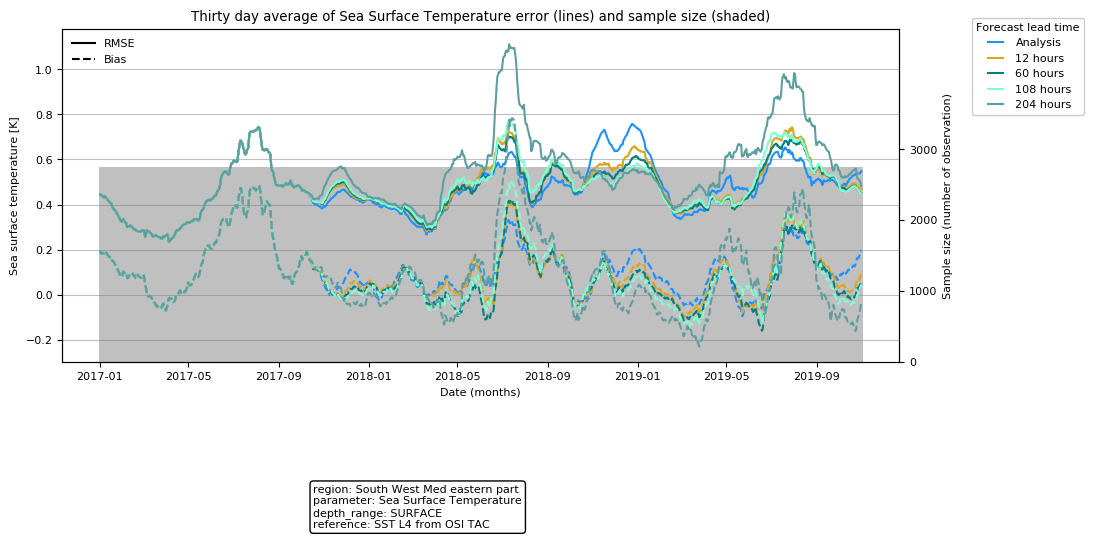 Thirty day average of Sea Surface Temperature error (lines) and sample size (shaded)
RMSE
Bias
Forecast lead time
Analysis
12 hours
60 hours
108 hours
204 hours
Sea surface temperature [K]
1.0
0.8
0.6
0.4
0.2
0.0
−0.2
3000
2000
1000
0
Sample size (number of observation)
2017-01 2017-05 2017-09 2018-01 2018-05 2018-09 2019-01 2019-05 2019-09
Date (months)
region: South West Med eastern part
parameter: Sea Surface Temperature
depth_range: SURFACE
reference: SST L4 from OSI TAC